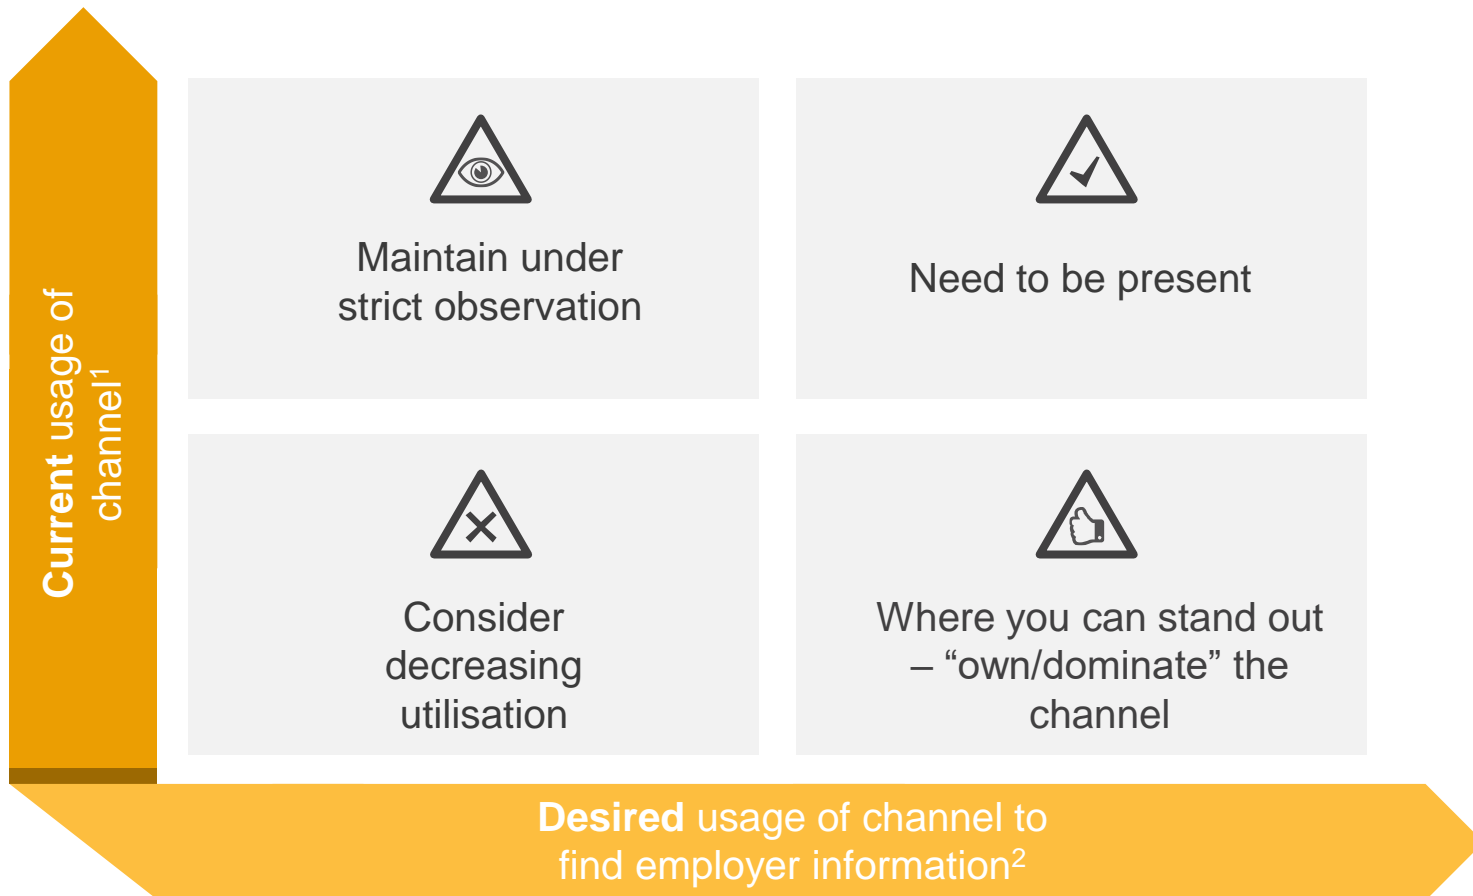 Maintain under
strict observation
Need to be present
Current usage of
channel¹
Consider
decreasing
utilisation
Where you can stand out
– “own/dominate” the
channel
Desired usage of channel to
find employer information²